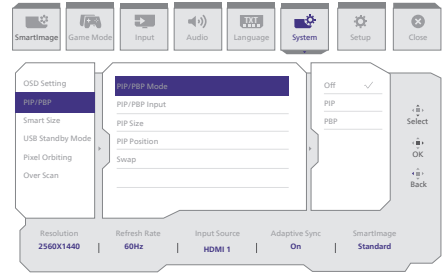 SmartImage
Game Mode
Input
Audio
TXT
Language
System
Setup
Close
OSD Setting
PIP/PBP
Smart Size
USB Standby Mode
Pixel Orbiting
Over Scan
PIP/PBP Mode
PIP/PBP Input
PIP Size
PIP Position
Swap
Off
PIP
PBP
Select
OK
Back
Resolution
2560X1440
Refresh Rate
60Hz
Input Source
HDMI 1
Adaptive Sync
On
SmartImage
Standard